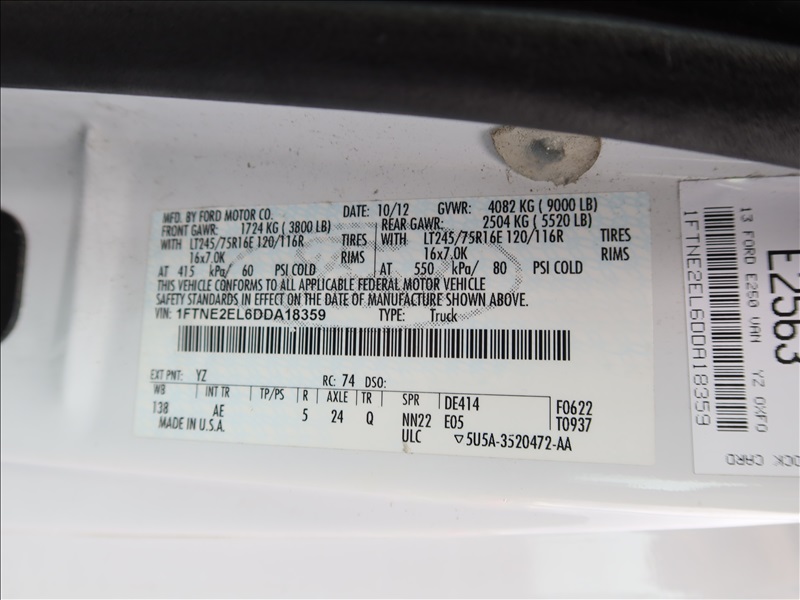 MFD. BY FORD MOTOR CO. DATE: 10/12 GVWR: 4082 KG ( 9000 LB)
FRONT GAWR: 1724 KG ( 3800 LB) REAR GAWR: 2504 KG ( 5520 LB)
WITH LT245/75R16E 120/116R TIRES WITH LT245/75R16E 120/116R TIRES
16x7.0K RIMS 16x7.0K RIMS
AT 415 kPa/ 60 PSI COLD AT 550 kPa/ 80 PSI COLD
THIS VEHICLE CONFORMS TO ALL APPLICABLE FEDERAL MOTOR VEHICLE
SAFETY STANDARDS IN EFFECT ON THE DATE OF MANUFACTURE SHOWN ABOVE.
VIN: 1FTNE2EL6DDA18359 TYPE: Truck
EXT PNT: YZ RC: 74 DSO:
WB INT TR TP/PS R AXLE TR SPR DE414 F0622
138 AE 5 24 Q NN22 E05 T0937
MADE IN U.S.A. ULC ▽5U5A-3520472-AA
E2563
13 FORD E250 VAN YZ 0XF0
1FTNE2EL6DDA18359
OCK CARD